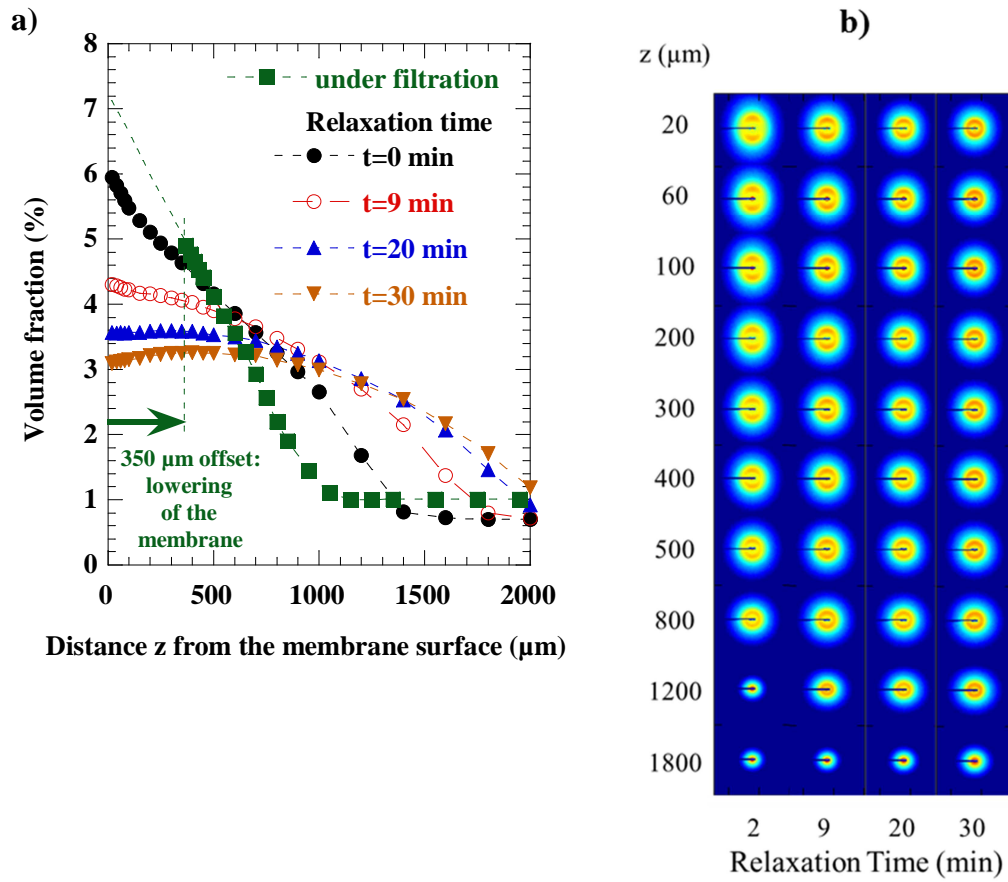 a)
8
7
6
5
4
3
2
1
0
Volume fraction (%)
under filtration
Relaxation time
t=0 min
t=9 min
t=20 min
t=30 min
350 µm offset:
lowering
of the
membrane
0
500
1000
1500
2000
Distance z from the membrane surface (µm)
b)
z (µm)
20
60
100
200
300
400
500
800
1200
1800
2 9 20 30
Relaxation Time (min)